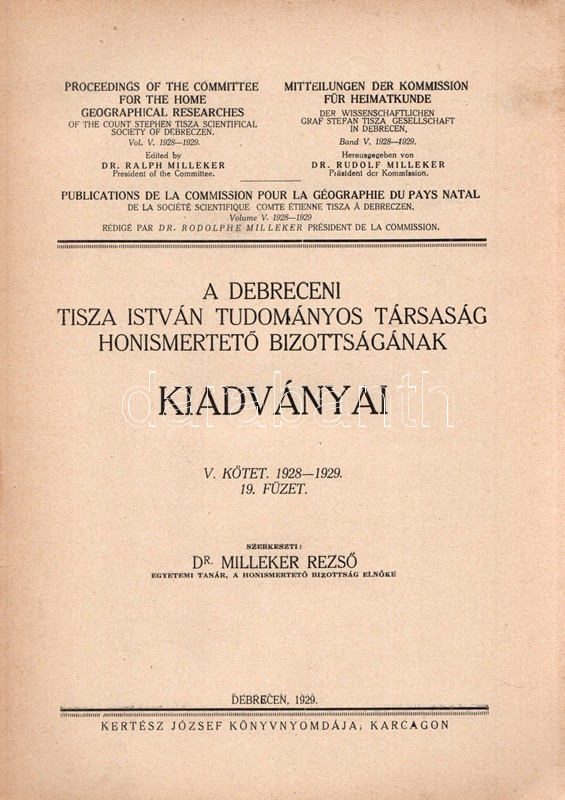 PROCEEDINGS OF THE COMMITTEE
FOR THE HOME
GEOGRAPHICAL RESEARCHES
OF THE COUNT STEPHEN TISZA SCIENTIFICAL
SOCIETY OF DEBRECZEN.
Vol. V. 1928—1929.
Edited by
DR. RALPH MILLEKER
President of the Committee.
MITTEILUNGEN DER KOMMISSION
FÜR HEIMATKUNDE
DER WISSENSCHAFTLICHEN
GRAF STEFAN TISZA GESELLSCHAFT
IN DEBRECEN,
Band V. 1928—1929.
Herausgegeben von
DR. RUDOLF MILLEKER
Präsident der Kommission.
PUBLICATIONS DE LA COMMISSION POUR LA GÉOGRAPHIE DU PAYS NATAL
DE LA SOCIÉTÉ SCIENTIFIQUE COMTE ÉTIENNE TISZA Á DEBRECZEN.
Volume V. 1928—1929
RÉDIGÉ PAR DR. RODOLPHE MILLEKER PRÉSIDENT DE LA COMMISSION.
A DEBRECENI
TISZA ISTVÁN TUDOMÁNYOS TÁRSASÁG
HONISMERTETŐ BIZOTTSÁGÁNAK
KIADVÁNYAI
darabanth
V. KÖTET. 1928—1929.
19. FÜZET.
SZERKESZTI:
DR. MILLEKER REZSŐ
EGYETEMI TANÁR, A HONISMERTETŐ BIZOTTSÁG ELNÖKE
DEBRECEN, 1929.
KERTÉSZ JÓZSEF KÖNYVNYOMDÁJA, KARCAGON